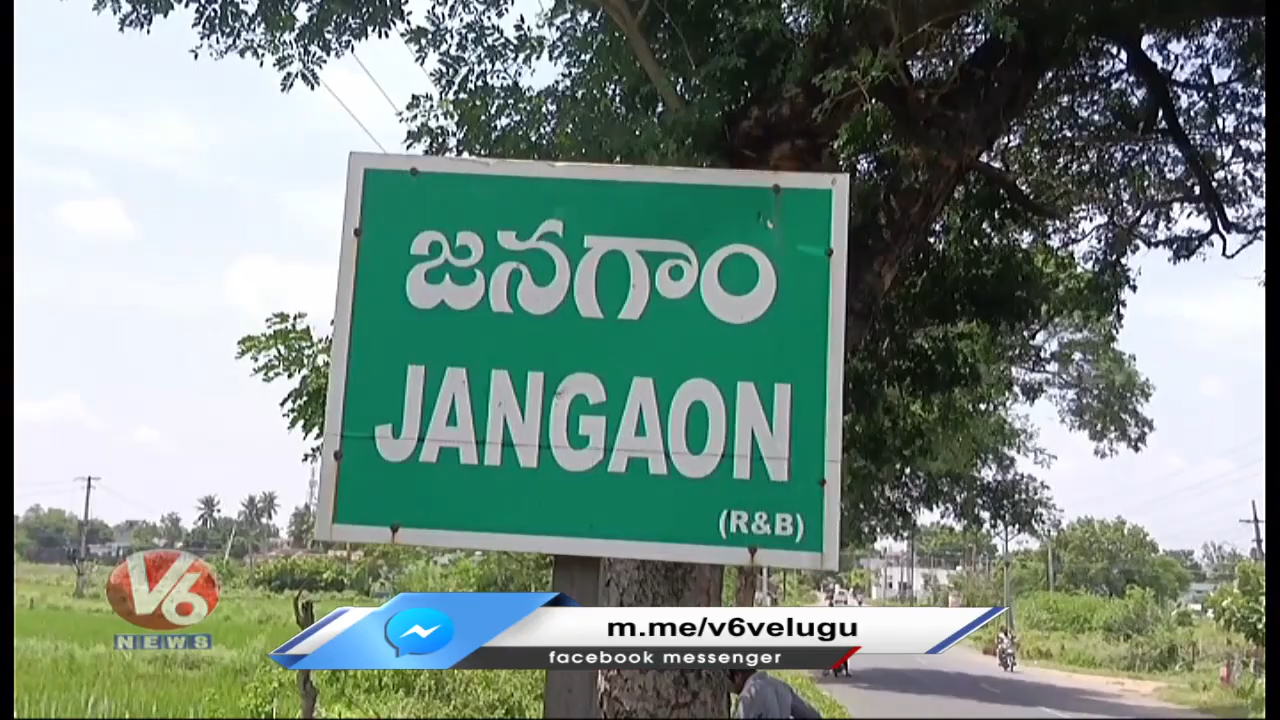 జనగాం
JANGAON
(R&B)
V6
NEWS
m.me/v6velugu
facebook messenger